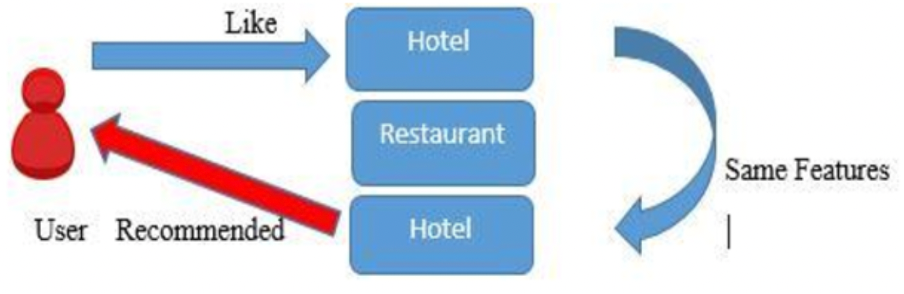 Like
Hotel
Restaurant
Same Features
Hotel
User Recommended